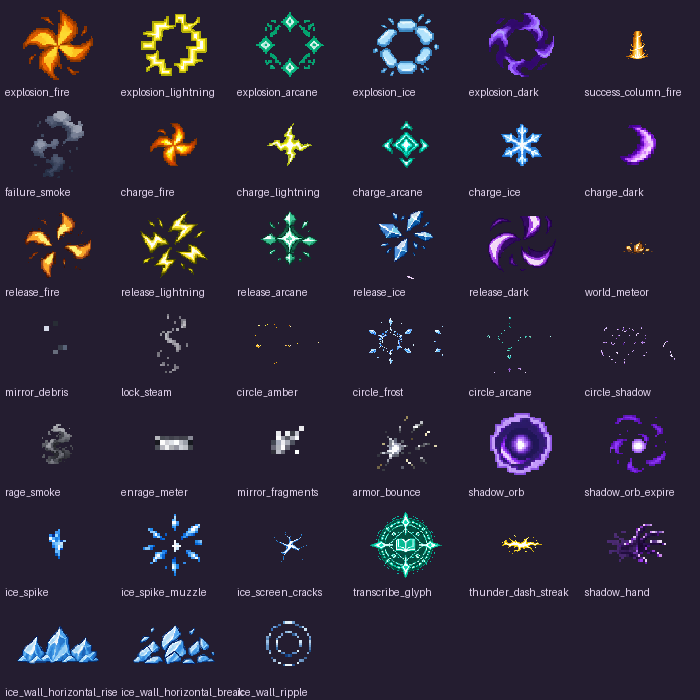 explosion_fire explosion_lightning explosion_arcane explosion_ice explosion_dark success_column_fire
failure_smoke charge_fire charge_lightning charge_arcane charge_ice charge_dark
release_fire release_lightning release_arcane release_ice release_dark world_meteor
mirror_debris lock_steam circle_amber circle_frost circle_arcane circle_shadow
rage_smoke enrage_meter mirror_fragments armor_bounce shadow_orb shadow_orb_expire
ice_spike ice_spike_muzzle ice_screen_cracks transcribe_glyph thunder_dash_streak shadow_hand
ice_wall_horizontal_rise ice_wall_horizontal_break ice_wall_ripple